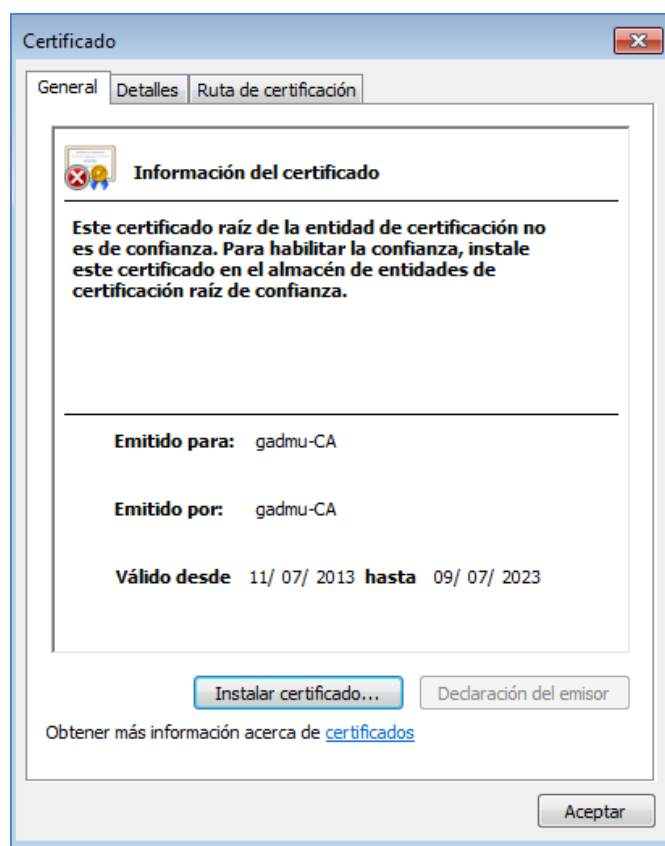 Certificado
General Detalles Ruta de certificación
Información del certificado
Este certificado raíz de la entidad de certificación no
es de confianza. Para habilitar la confianza, instale
este certificado en el almacén de entidades de
certificación raíz de confianza.
Emitido para: gadmu-CA
Emitido por: gadmu-CA
Válido desde 11/ 07/ 2013 hasta 09/ 07/ 2023
Instalar certificado... Declaración del emisor
Obtener más información acerca de certificados
Aceptar